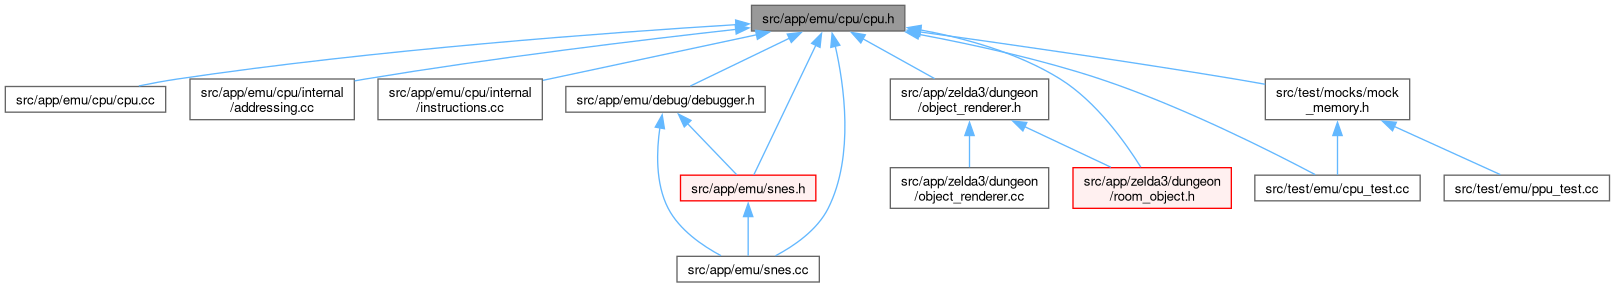 src/app/emu/cpu/cpu.h
src/app/emu/cpu/cpu.cc
src/app/emu/cpu/internal
/addressing.cc
src/app/emu/cpu/internal
/instructions.cc
src/app/emu/debug/debugger.h
src/app/zelda3/dungeon
/object_renderer.h
src/test/mocks/mock
_memory.h
src/app/emu/snes.h
src/app/zelda3/dungeon
/object_renderer.cc
src/app/zelda3/dungeon
/room_object.h
src/test/emu/cpu_test.cc
src/test/emu/ppu_test.cc
src/app/emu/snes.cc